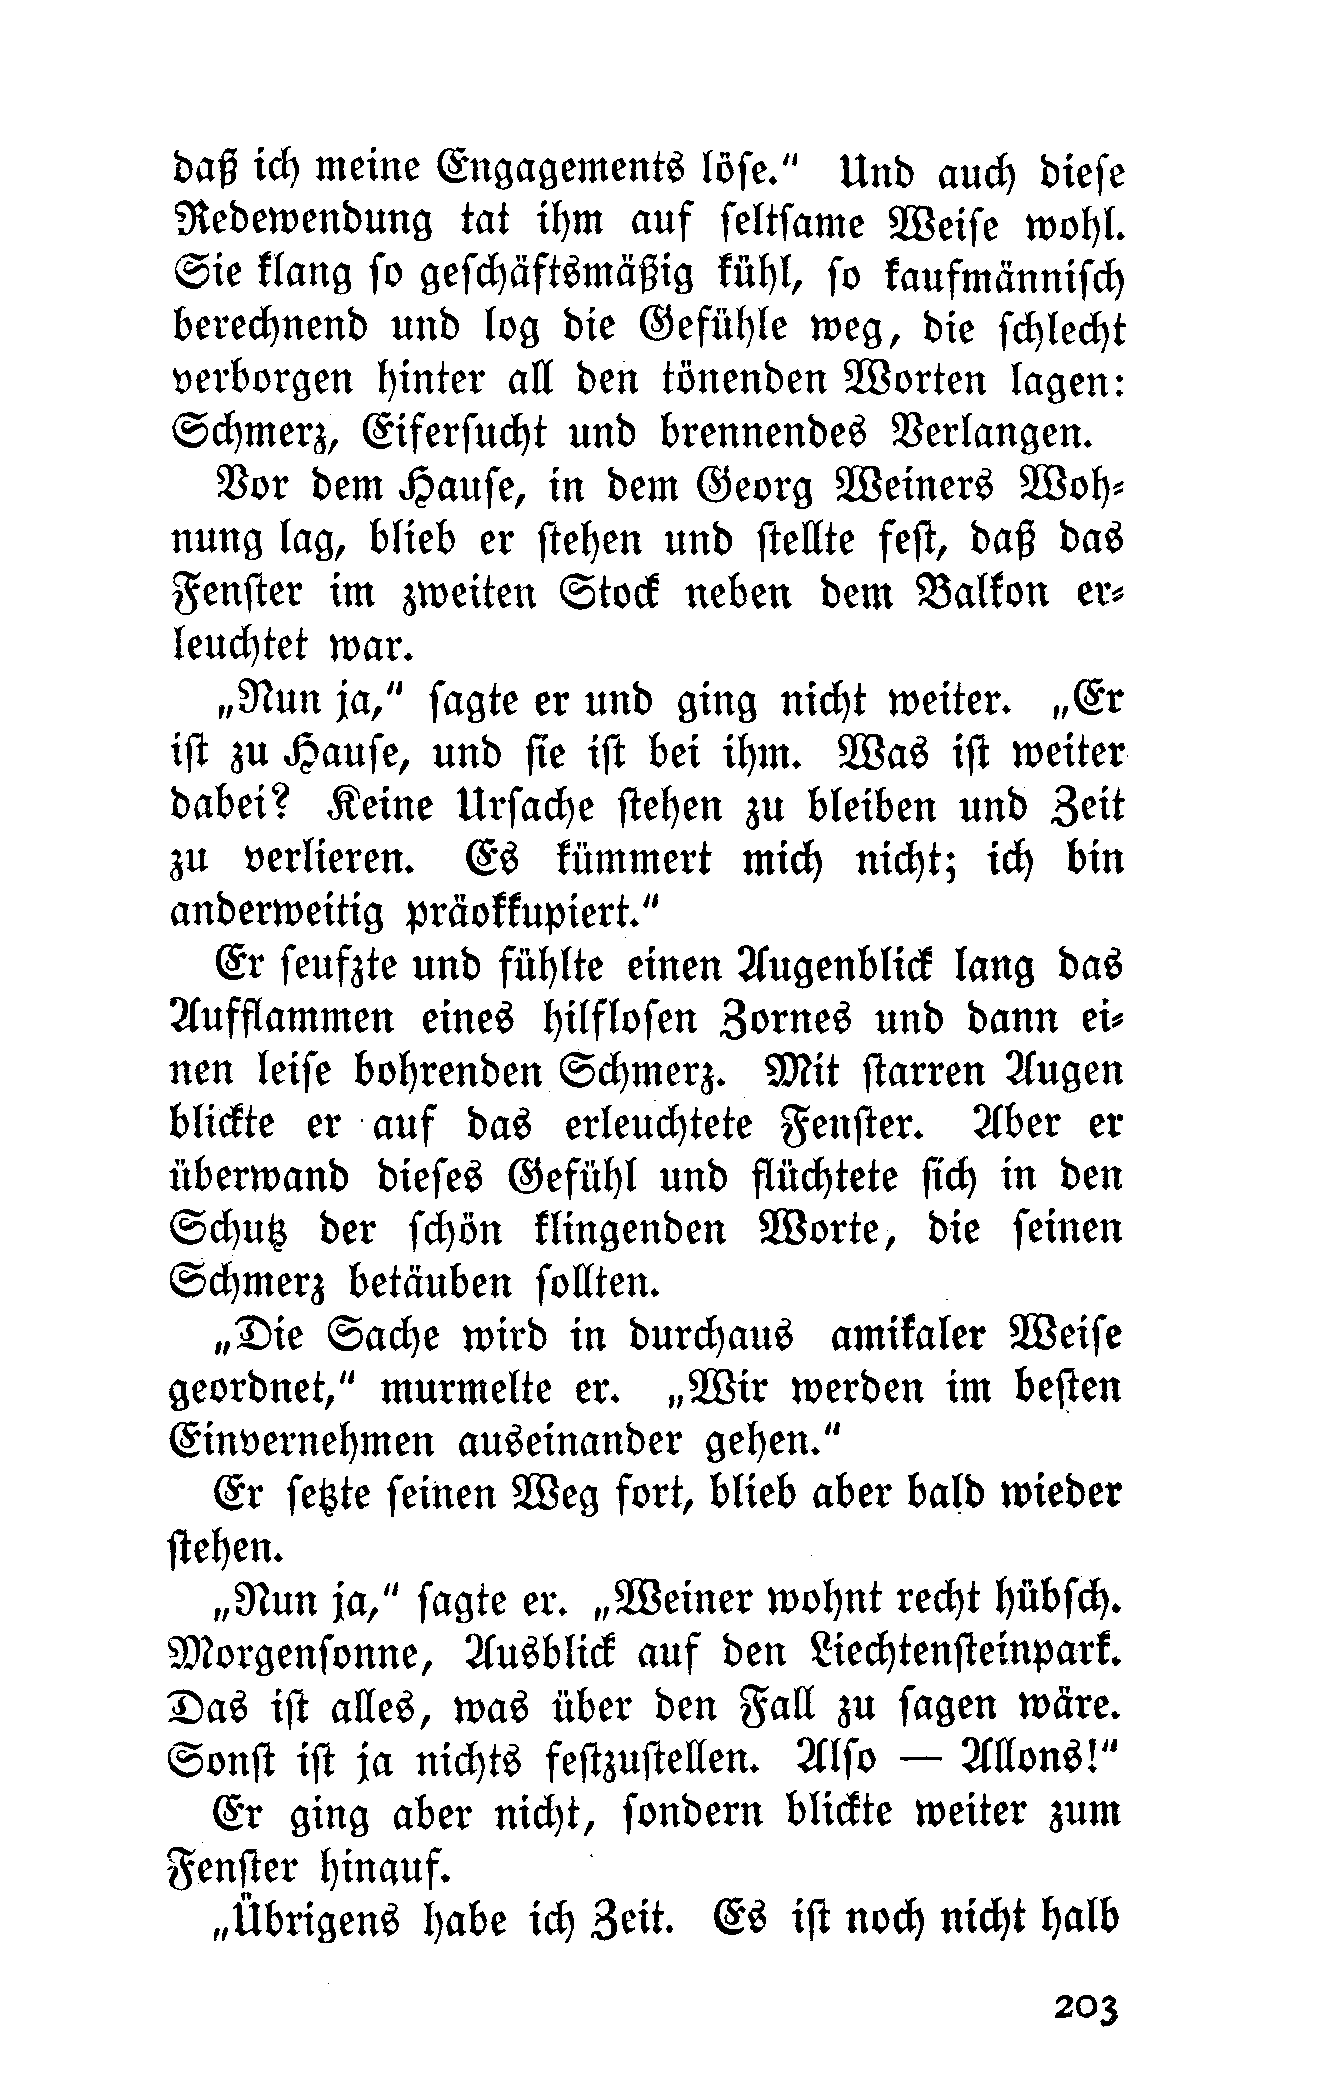 daß ich meine Engagements löse.“ Und auch diese
Redewendung tat ihm auf seltsame Weise wohl.
Sie klang so geschäftsmäßig kühl, so kaufmännisch
berechnend und log die Gefühle weg, die schlecht
verborgen hinter all den tönenden Worten lagen:
Schmerz, Eifersucht und brennendes Verlangen.
Vor dem Hause, in dem Georg Weiners Woh-
nung lag, blieb er stehen und stellte fest, daß das
Fenster im zweiten Stock neben dem Balkon er-
leuchtet war.
„Nun ja,“ sagte er und ging nicht weiter. „Er
ist zu Hause, und sie ist bei ihm. Was ist weiter
dabei? Keine Ursache stehen zu bleiben und Zeit
zu verlieren. Es kümmert mich nicht; ich bin
anderweitig präokkupiert.“
Er seufzte und fühlte einen Augenblick lang das
Aufflammen eines hilflosen Zornes und dann ei-
nen leise bohrenden Schmerz. Mit starren Augen
blickte er auf das erleuchtete Fenster. Aber er
überwand dieses Gefühl und flüchtete sich in den
Schutz der schön klingenden Worte, die seinen
Schmerz betäuben sollten.
„Die Sache wird in durchaus amikaler Weise
geordnet,“ murmelte er. „Wir werden im besten
Einvernehmen auseinander gehen.“
Er setzte seinen Weg fort, blieb aber bald wieder
stehen.
„Nun ja,“ sagte er. „Weiner wohnt recht hübsch.
Morgensonne, Ausblick auf den Liechtensteinpark.
Das ist alles, was über den Fall zu sagen wäre.
Sonst ist ja nichts festzustellen. Also — Allons!“
Er ging aber nicht, sondern blickte weiter zum
Fenster hinauf.
„Übrigens habe ich Zeit. Es ist noch nicht halb
203